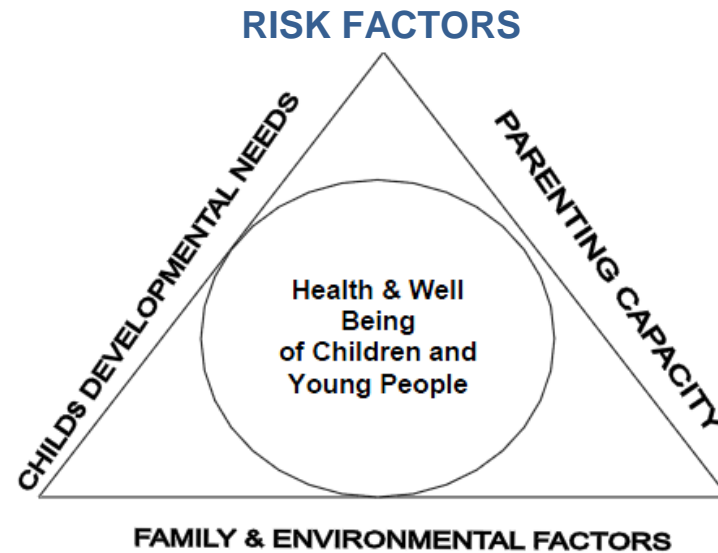 RISK FACTORS
CHILDS DEVELOPMENTAL NEEDS
PARENTING CAPACITY
Health & Well
Being
of Children and
Young People
FAMILY & ENVIRONMENTAL FACTORS